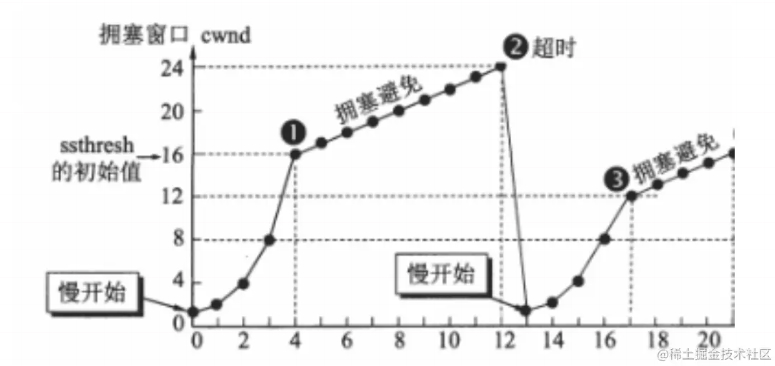 拥塞窗口 cwnd
❷超时
24
20
ssthresh
的初始值
16
12
8
4
0
❶
拥塞避免
❸
拥塞避免
慢开始
慢开始
0 2 4 6 8 10 12 14 16 18 20
@稀土掘金技术社区